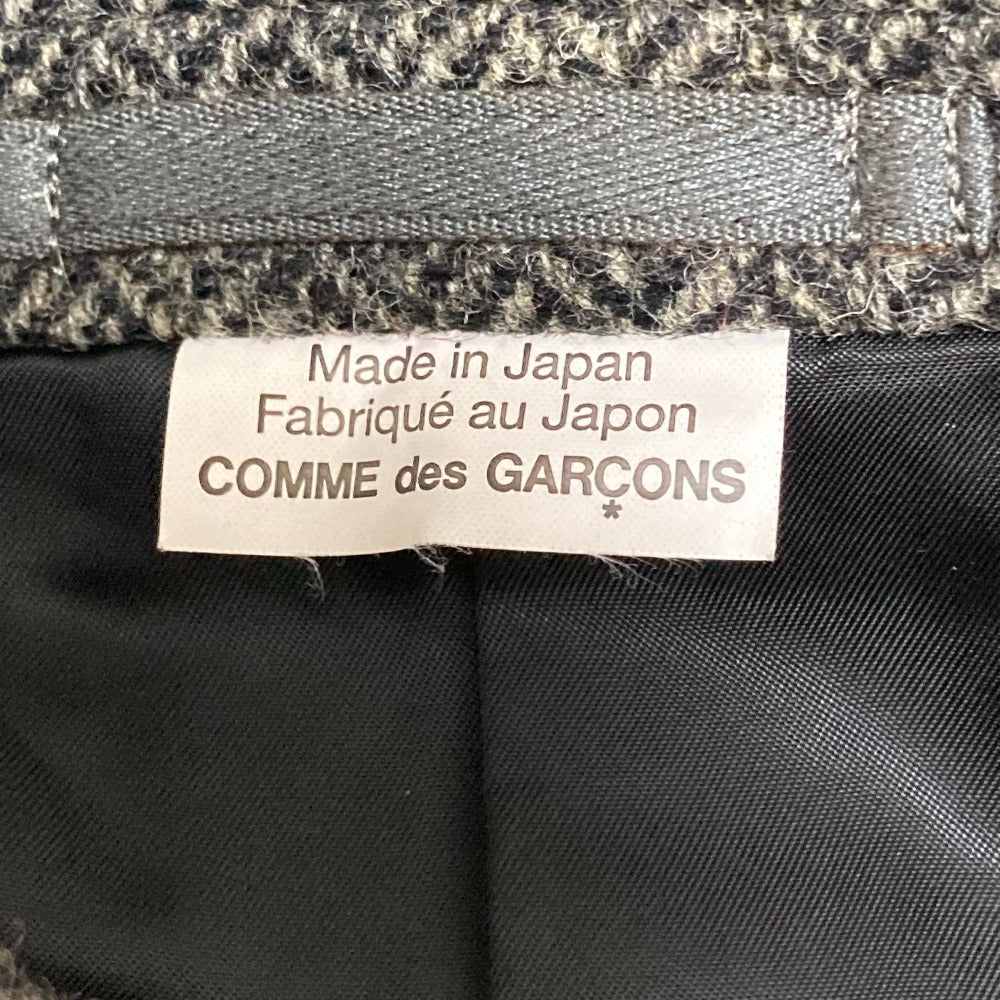 Made in Japan
Fabriqué au Japon
COMME des GARÇONS
*